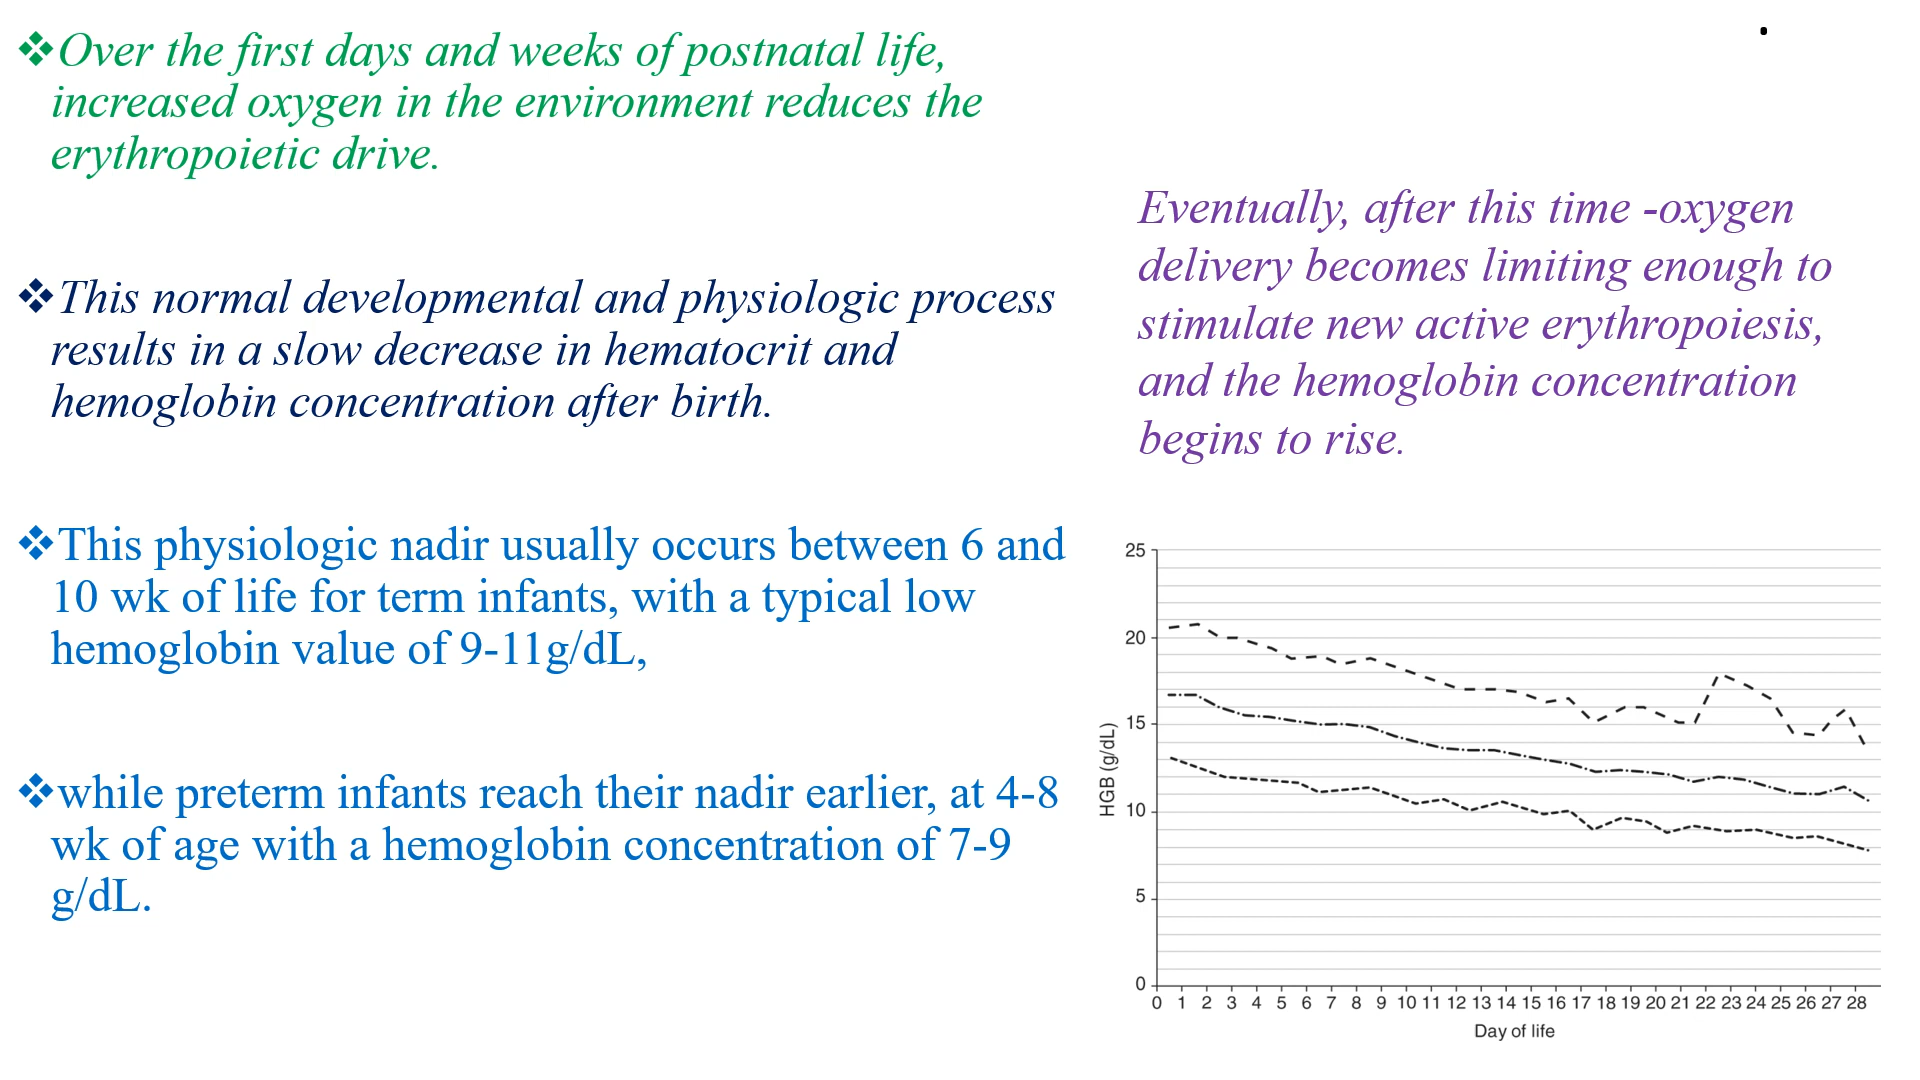 ❖Over the first days and weeks of postnatal life,
increased oxygen in the environment reduces the
erythropoietic drive.
❖This normal developmental and physiologic process
results in a slow decrease in hematocrit and
hemoglobin concentration after birth.
❖This physiologic nadir usually occurs between 6 and
10 wk of life for term infants, with a typical low
hemoglobin value of 9-11g/dL,
❖while preterm infants reach their nadir earlier, at 4-8
wk of age with a hemoglobin concentration of 7-9
g/dL.
.
Eventually, after this time -oxygen
delivery becomes limiting enough to
stimulate new active erythropoiesis,
and the hemoglobin concentration
begins to rise.
25
20
15
10
5
0
HGB (g/dL)
0 1 2 3 4 5 6 7 8 9 10 11 12 13 14 15 16 17 18 19 20 21 22 23 24 25 26 27 28
Day of life